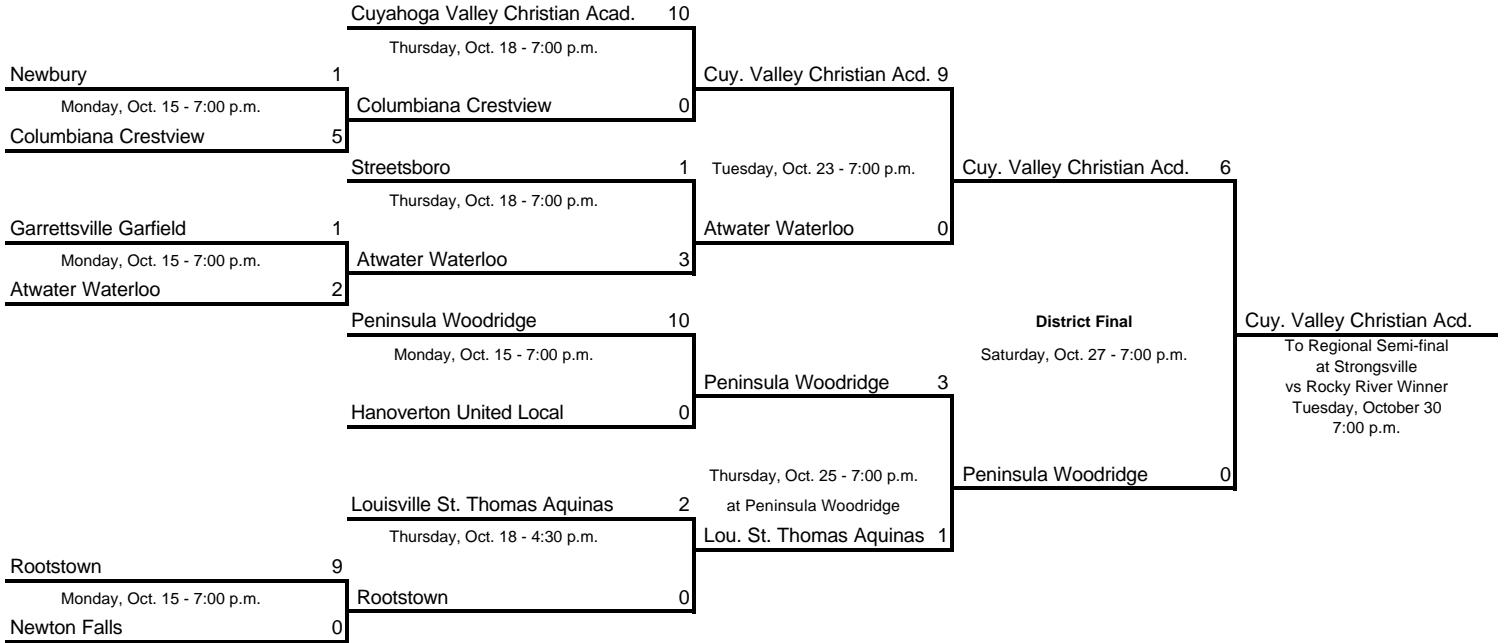 Cuyahoga Valley Christian Acad. 10
Thursday, Oct. 18 - 7:00 p.m.
Newbury 1
Cuy. Valley Christian Acd. 9
Monday, Oct. 15 - 7:00 p.m.
Columbiana Crestview 0
Columbiana Crestview 5
Streetsboro 1
Tuesday, Oct. 23 - 7:00 p.m.
Cuy. Valley Christian Acd. 6
Thursday, Oct. 18 - 7:00 p.m.
Garrettsville Garfield 1
Atwater Waterloo 0
Monday, Oct. 15 - 7:00 p.m.
Atwater Waterloo 3
Atwater Waterloo 2
Peninsula Woodridge 10
District Final
Cuy. Valley Christian Acd.
Monday, Oct. 15 - 7:00 p.m.
Saturday, Oct. 27 - 7:00 p.m.
To Regional Semi-final
at Strongsville
vs Rocky River Winner
Tuesday, October 30
7:00 p.m.
Peninsula Woodridge 3
Hanoverton United Local 0
Thursday, Oct. 25 - 7:00 p.m.
at Peninsula Woodridge
Peninsula Woodridge 0
Louisville St. Thomas Aquinas 2
Thursday, Oct. 18 - 4:30 p.m.
Lou. St. Thomas Aquinas 1
Rootstown 9
Monday, Oct. 15 - 7:00 p.m.
Rootstown 0
Newton Falls 0